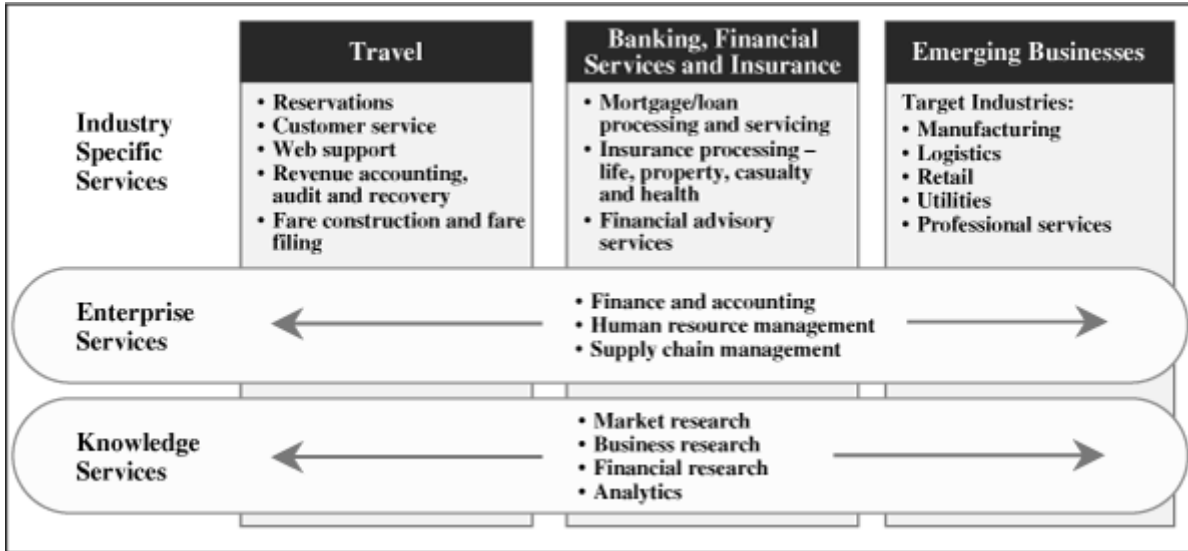 Travel
Banking, Financial
Services and Insurance
Emerging Businesses
Industry
Specific
Services
• Reservations
• Customer service
• Web support
• Revenue accounting,
audit and recovery
• Fare construction and fare
filing
• Mortgage/loan
processing and servicing
• Insurance processing –
life, property, casualty
and health
• Financial advisory
services
Target Industries:
• Manufacturing
• Logistics
• Retail
• Utilities
• Professional services
Enterprise
Services
• Finance and accounting
• Human resource management
• Supply chain management
Knowledge
Services
• Market research
• Business research
• Financial research
• Analytics